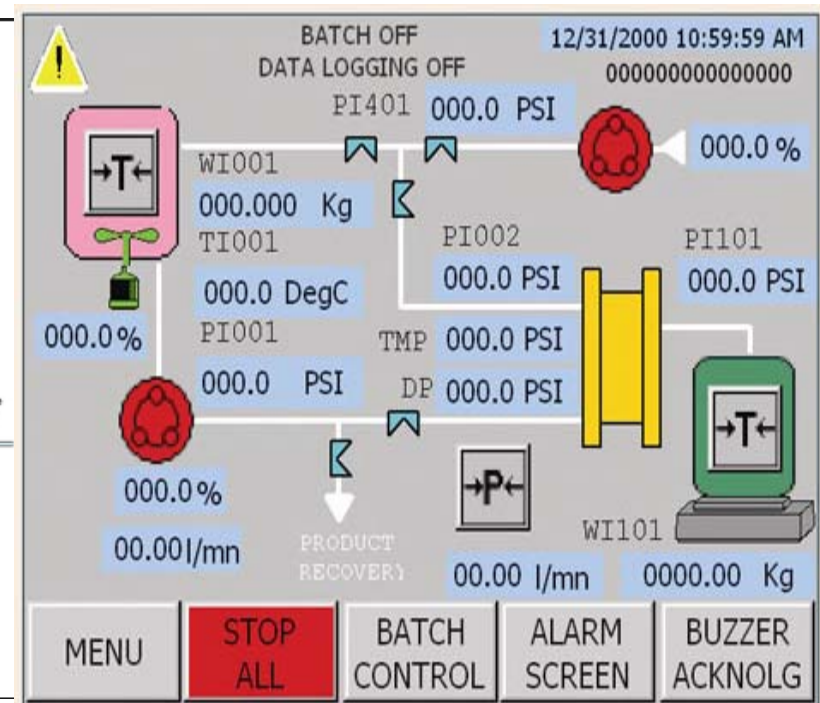 !
BATCH OFF
12/31/2000 10:59:59 AM
DATA LOGGING OFF
000000000000000
PI401
000.0 PSI
000.0 %
→T←
WI001
000.000 Kg
TI001
000.0 DegC
PI002
000.0 PSI
PI101
000.0 PSI
000.0 %
PI001
000.0 PSI
TMP 000.0 PSI
DP 000.0 PSI
→T←
000.0 %
→P←
00.00 l/mn
PRODUCT
RECOVERY
WI101
00.00 l/mn
0000.00 Kg
MENU
STOP
ALL
BATCH
CONTROL
ALARM
SCREEN
BUZZER
ACKNOLG